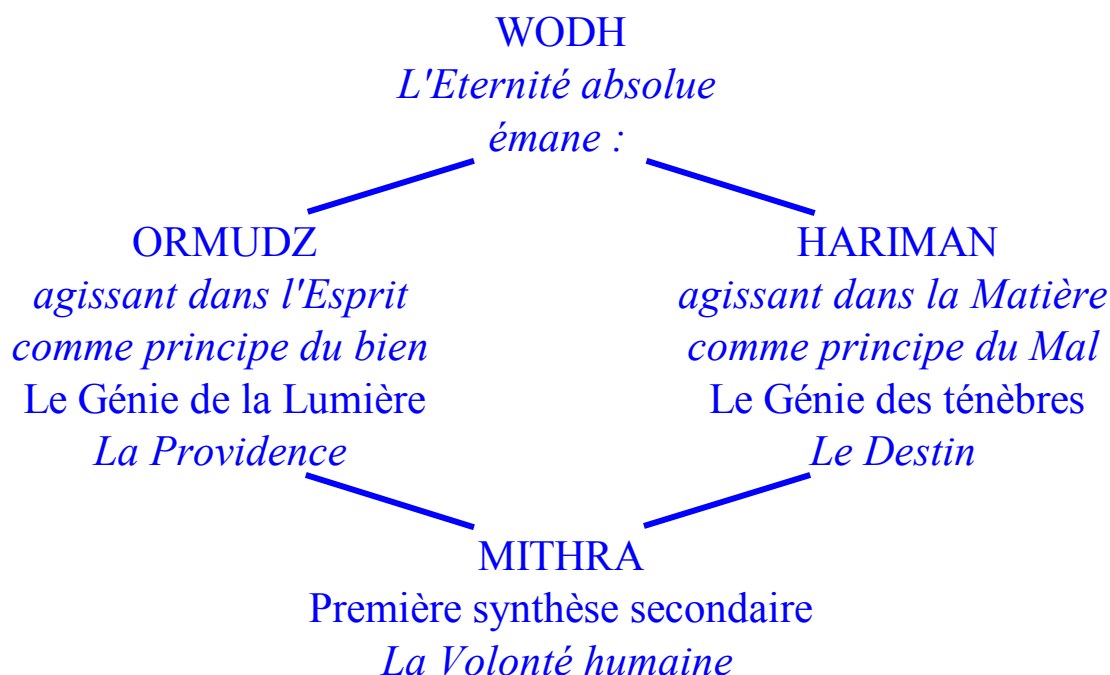 WODH
L'Eternité absolue
émane :
ORMUDZ
agissant dans l'Esprit
comme principe du bien
Le Génie de la Lumière
La Providence
HARIMAN
agissant dans la Matière
comme principe du Mal
Le Génie des ténèbres
Le Destin
MITHRA
Première synthèse secondaire
La Volonté humaine